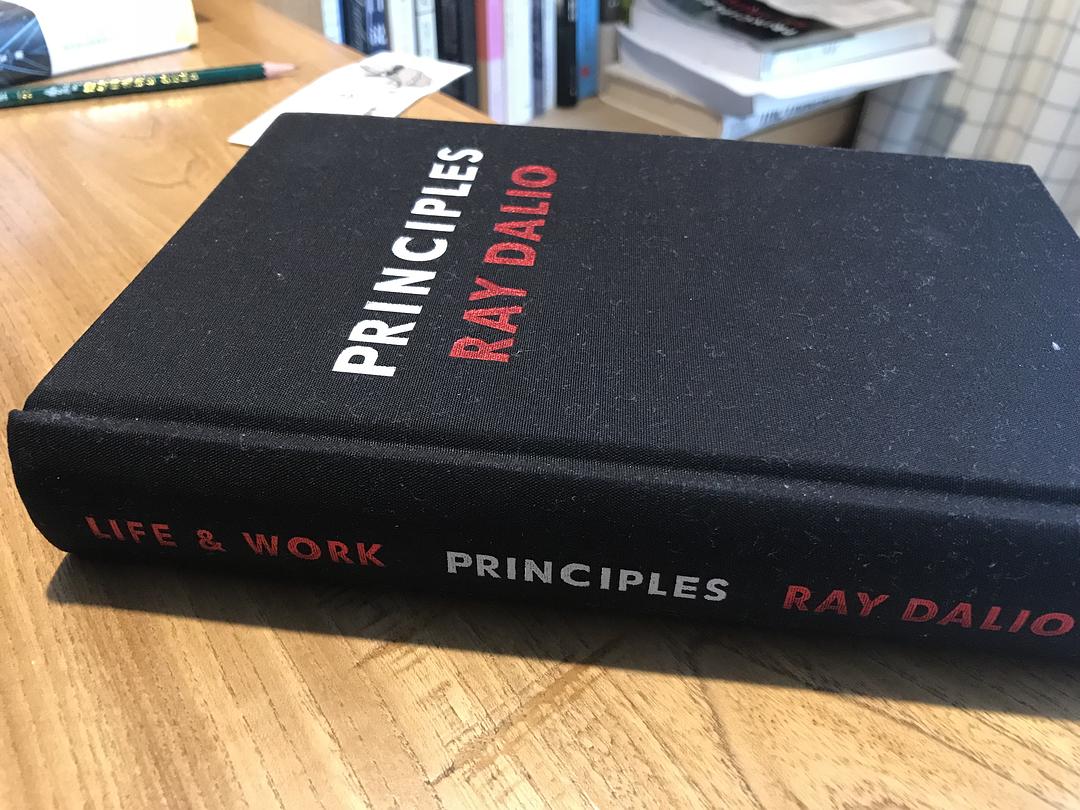 PRINCIPLES
RAY DALIO
LIFE & WORK PRINCIPLES RAY DALIO